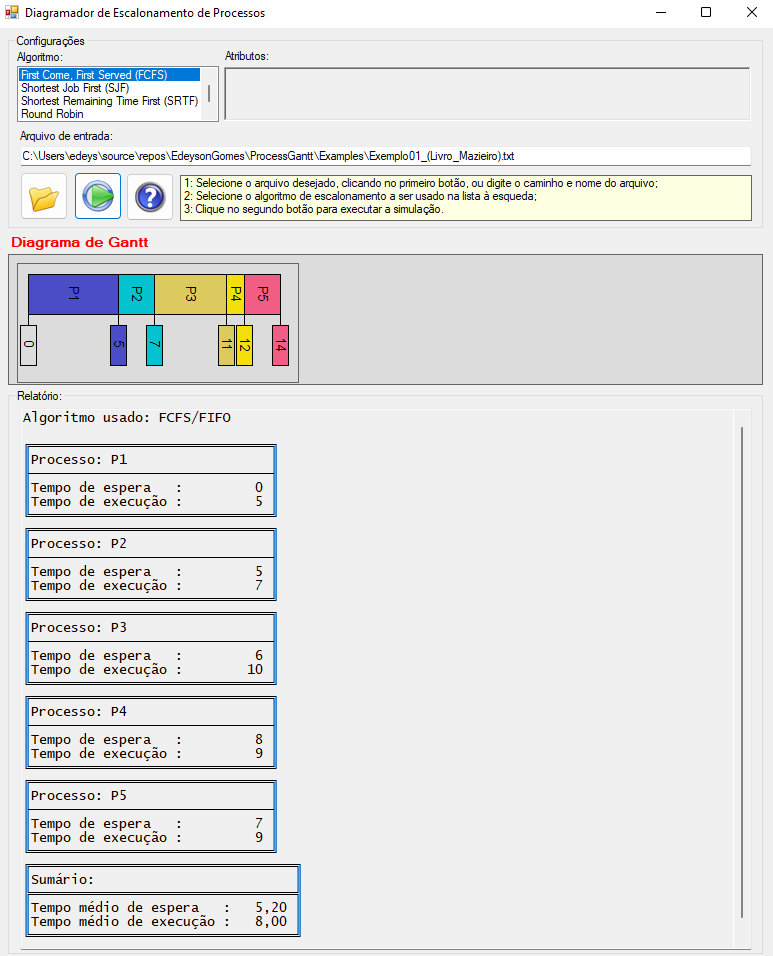 Diagramador de Escalonamento de Processos
Configurações
Algoritmo:
Atributos:
First Come, First Served (FCFS)
Shortest Job First (SJF)
Shortest Remaining Time First (SRTF)
Round Robin
Arquivo de entrada:
C:\Users\edeys\source\repos\EdeysonGomes\ProcessGantt\Examples\Exemplo01_(Livro_Mazieiro).txt
1: Selecione o arquivo desejado, clicando no primeiro botão, ou digite o caminho e nome do arquivo;
2: Selecione o algoritmo de escalonamento a ser usado na lista à esqueda;
3: Clique no segundo botão para executar a simulação.
Diagrama de Gantt
P1 P2 P3 P4 P5
0 5 7 11 12 14
Relatório:
Algoritmo usado: FCFS/FIFO
Processo: P1
Tempo de espera : 0
Tempo de execução : 5
Processo: P2
Tempo de espera : 5
Tempo de execução : 7
Processo: P3
Tempo de espera : 6
Tempo de execução : 10
Processo: P4
Tempo de espera : 8
Tempo de execução : 9
Processo: P5
Tempo de espera : 7
Tempo de execução : 9
Sumário:
Tempo médio de espera : 5,20
Tempo médio de execução : 8,00